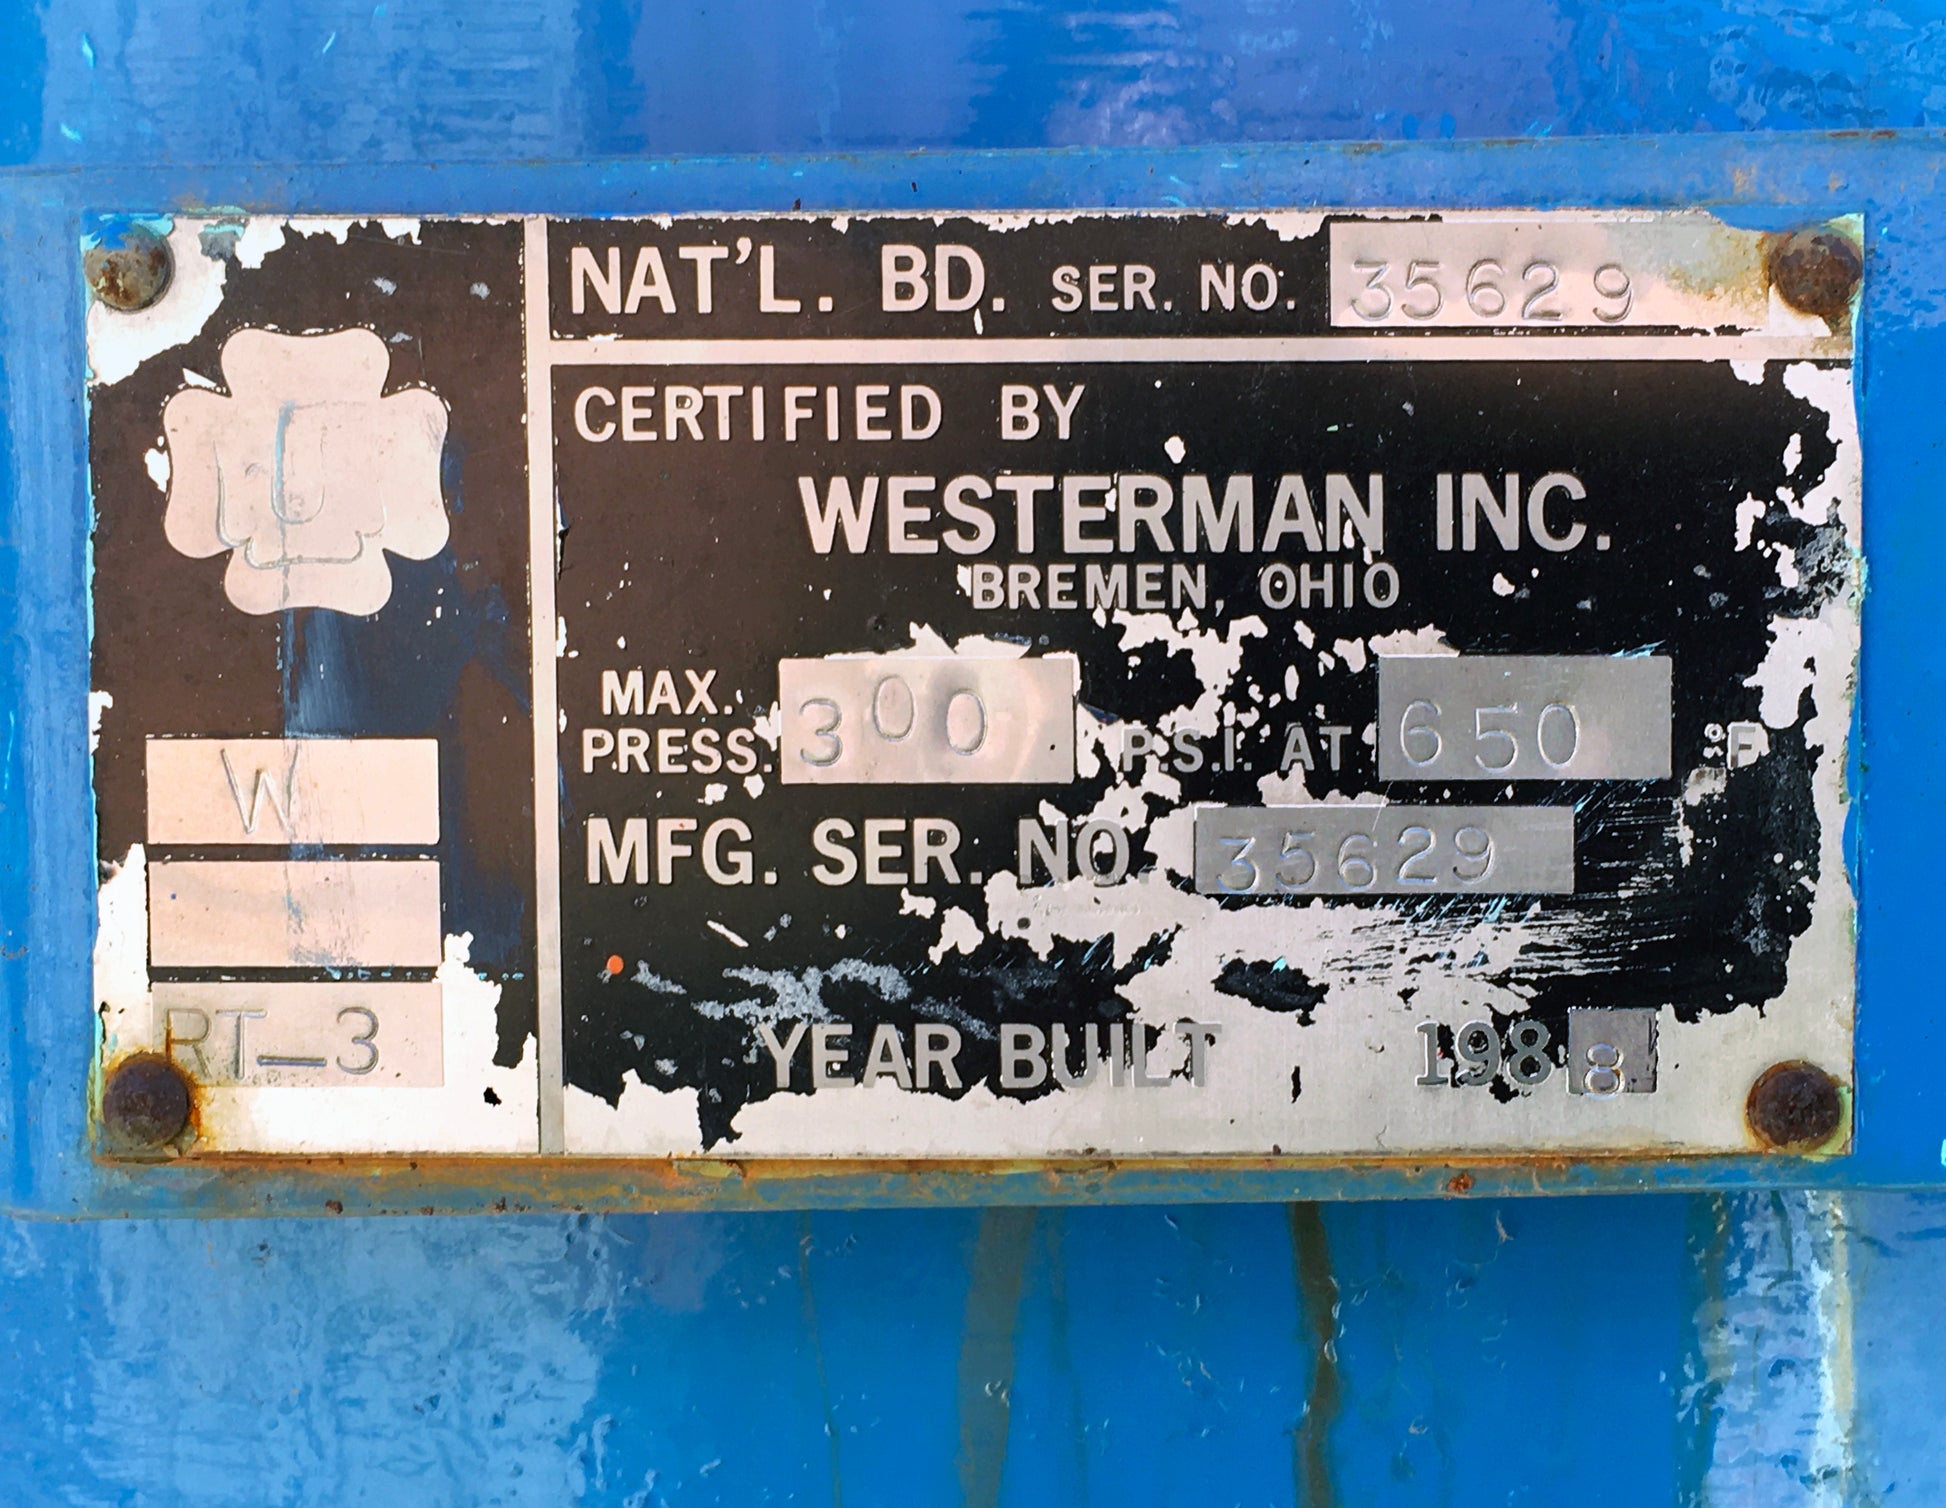 NAT'L. BD. SER. NO. 35629
CERTIFIED BY
WESTERMAN INC.
BREMEN, OHIO
MAX. PRESS. 300 P.S.I. AT 650 °F
MFG. SER. NO. 35629
YEAR BUILT 1988
U
W
RT-3